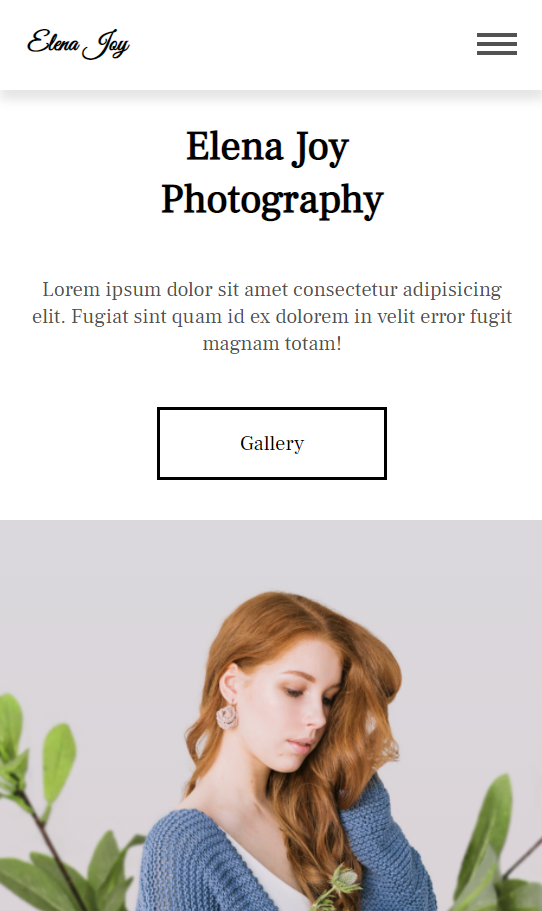 Elena Joy
Elena Joy
Photography
Lorem ipsum dolor sit amet consectetur adipisicing
elit. Fugiat sint quam id ex dolorem in velit error fugit
magnam totam!
Gallery